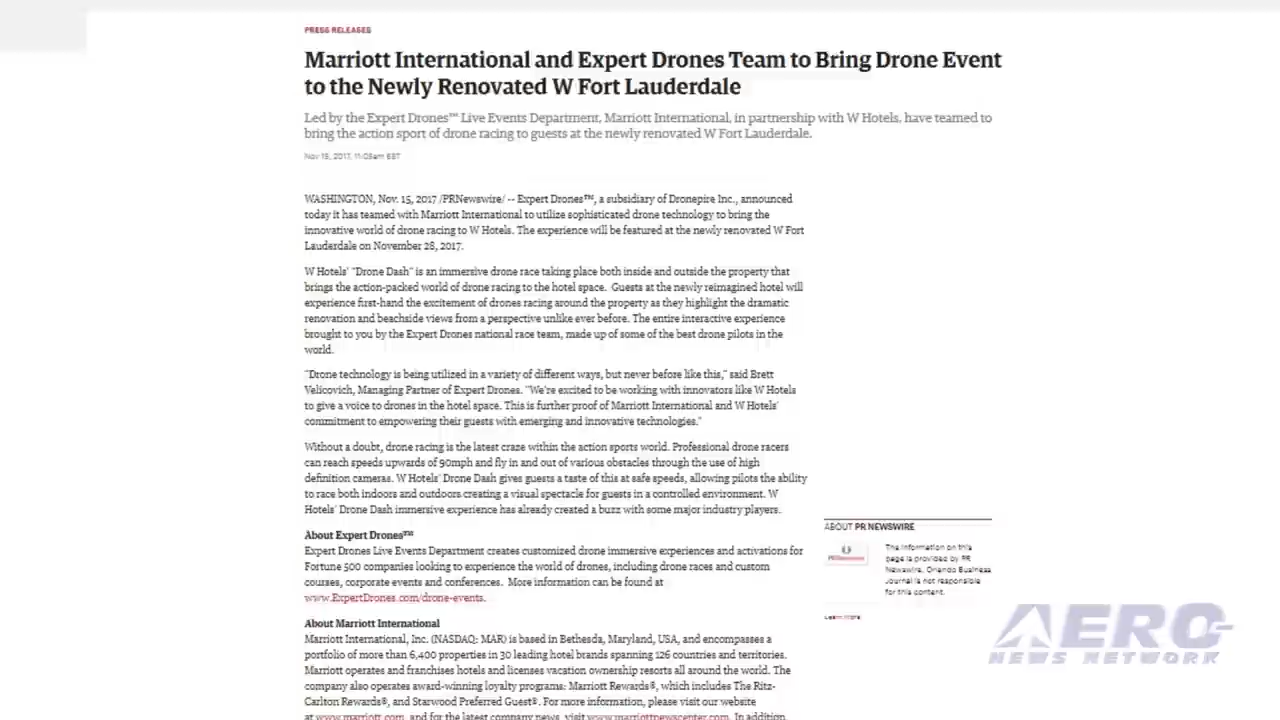 PRESS RELEASES
Marriott International and Expert Drones Team to Bring Drone Event
to the Newly Renovated W Fort Lauderdale
Led by the Expert Drones™ Live Events Department, Marriott International, in partnership with W Hotels, have teamed to
bring the action sport of drone racing to guests at the newly renovated W Fort Lauderdale.
Nov 15, 2017, 11:03am EST
WASHINGTON, Nov. 15, 2017 /PRNewswire/ -- Expert Drones™, a subsidiary of Dronepire Inc., announced
today it has teamed with Marriott International to utilize sophisticated drone technology to bring the
innovative world of drone racing to W Hotels. The experience will be featured at the newly renovated W Fort
Lauderdale on November 28, 2017.
W Hotels' "Drone Dash" is an immersive drone race taking place both inside and outside the property that
brings the action-packed world of drone racing to the hotel space. Guests at the newly reimagined hotel will
experience first-hand the excitement of drones racing around the property as they highlight the dramatic
renovation and beachside views from a perspective unlike ever before. The entire interactive experience
brought to you by the Expert Drones national race team, made up of some of the best drone pilots in the
world.
"Drone technology is being utilized in a variety of different ways, but never before like this," said Brett
Velicovich, Managing Partner of Expert Drones. "We're excited to be working with innovators like W Hotels
to give a voice to drones in the hotel space. This is further proof of Marriott International and W Hotels'
commitment to empowering their guests with emerging and innovative technologies."
Without a doubt, drone racing is the latest craze within the action sports world. Professional drone racers
can reach speeds upwards of 90mph and fly in and out of various obstacles through the use of high
definition cameras. W Hotels' Drone Dash gives guests a taste of this at safe speeds, allowing pilots the ability
to race both indoors and outdoors creating a visual spectacle for guests in a controlled environment. W
Hotels' Drone Dash immersive experience has already created a buzz with some major industry players.
About Expert Drones™
Expert Drones Live Events Department creates customized drone immersive experiences and activations for
Fortune 500 companies looking to experience the world of drones, including drone races and custom
courses, corporate events and conferences. More information can be found at
www.ExpertDrones.com/drone-events.
About Marriott International
Marriott International, Inc. (NASDAQ: MAR) is based in Bethesda, Maryland, USA, and encompasses a
portfolio of more than 6,400 properties in 30 leading hotel brands spanning 126 countries and territories.
Marriott operates and franchises hotels and licenses vacation ownership resorts all around the world. The
company also operates award-winning loyalty programs: Marriott Rewards®, which includes The Ritz-
Carlton Rewards®, and Starwood Preferred Guest®. For more information, please visit our website
at www.marriott.com, and for the latest company news, visit www.marriottnewscenter.com. In addition,
ABOUT PR NEWSWIRE
The information on this
page is provided by PR
Newswire. Orlando Business
Journal is not responsible
for this content.
Learn more
AERO
NEWS NETWORK